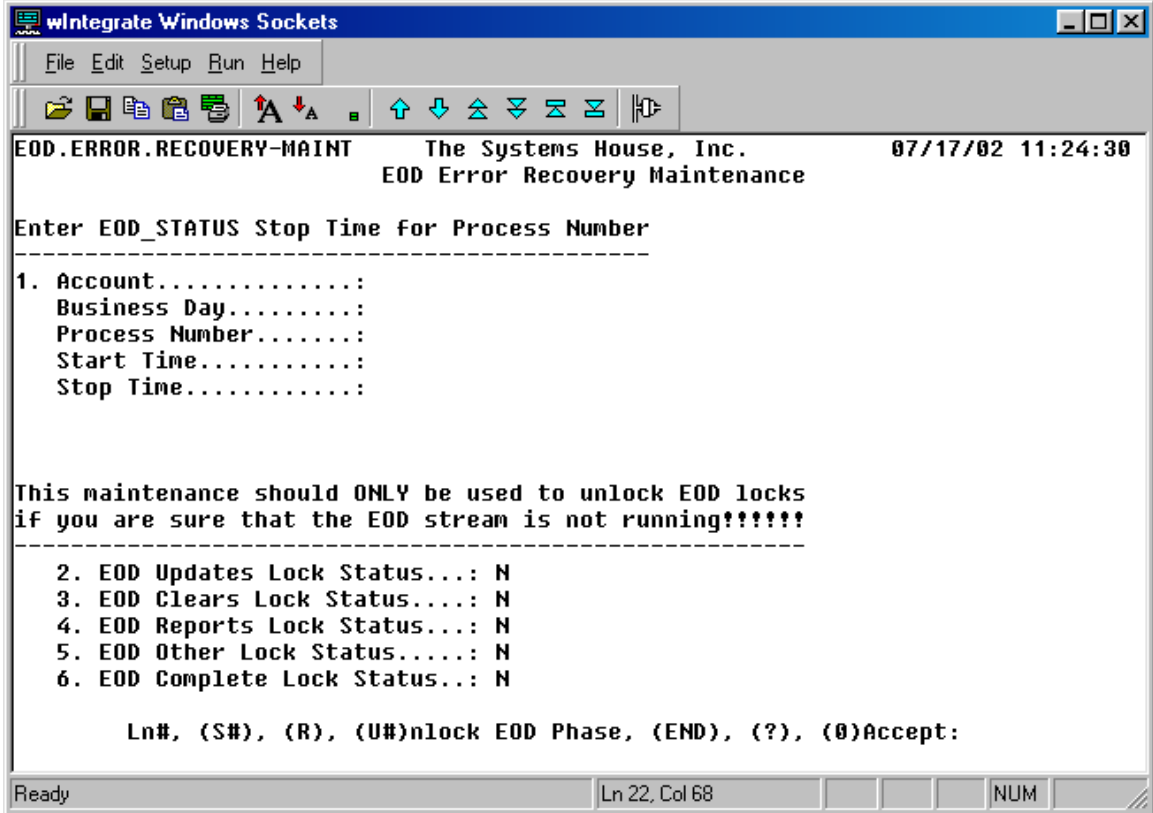 wIntegrate Windows Sockets
File Edit Setup Run Help
EOD.ERROR.RECOVERY-MAINT The Systems House, Inc. 07/17/02 11:24:30
EOD Error Recovery Maintenance
Enter EOD_STATUS Stop Time for Process Number
---------------------------------------------
1. Account..............:
Business Day.........:
Process Number.......:
Start Time...........:
Stop Time............:
This maintenance should ONLY be used to unlock EOD locks
if you are sure that the EOD stream is not running!!!!!!
--------------------------------------------------------
2. EOD Updates Lock Status...: N
3. EOD Clears Lock Status....: N
4. EOD Reports Lock Status...: N
5. EOD Other Lock Status.....: N
6. EOD Complete Lock Status..: N
Ln#, (S#), (R), (U#)nlock EOD Phase, (END), (?), (0)Accept:
Ready Ln 22, Col 68 NUM